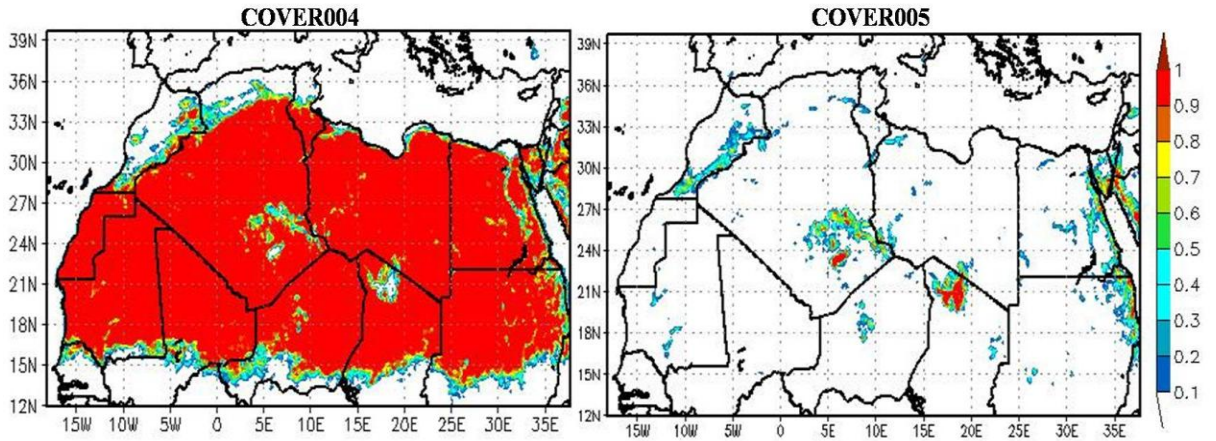 COVER004
COVER005
39N
36N
33N
30N
27N
24N
21N
18N
15N
12N
15W 10W 5W 0 5E 10E 15E 20E 25E 30E 35E
39N
36N
33N
30N
27N
24N
21N
18N
15N
12N
15W 10W 5W 0 5E 10E 15E 20E 25E 30E 35E
1
0.9
0.8
0.7
0.6
0.5
0.4
0.3
0.2
0.1